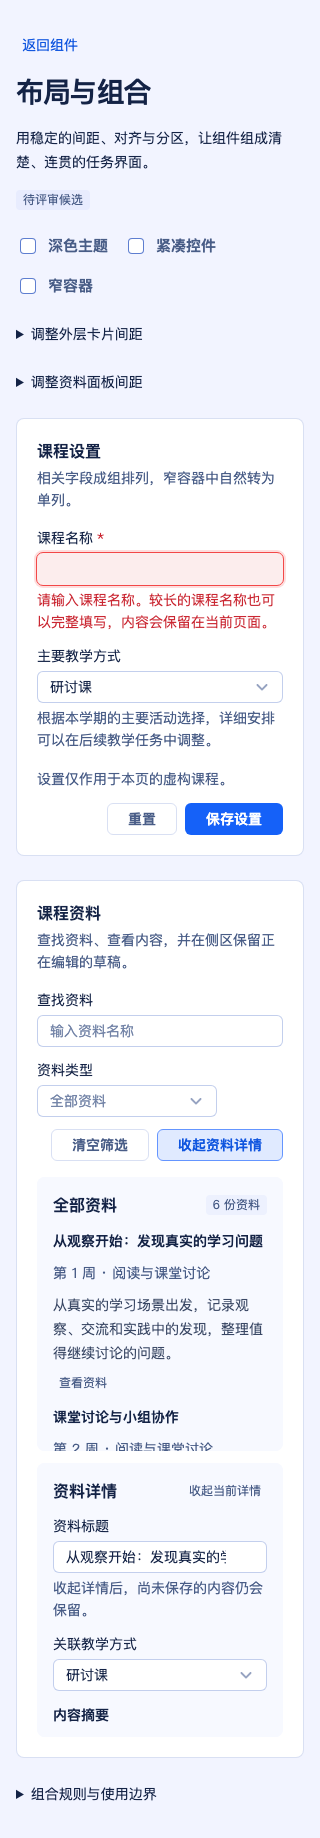 返回组件
布局与组合
用稳定的间距、对齐与分区，让组件组成清
楚、连贯的任务界面。
待评审候选
深色主题 紧凑控件
窄容器
调整外层卡片间距
调整资料面板间距
课程设置
相关字段成组排列，窄容器中自然转为
单列。
课程名称 *
请输入课程名称。较长的课程名称也可
以完整填写，内容会保留在当前页面。
主要教学方式
研讨课
根据本学期的主要活动选择，详细安排
可以在后续教学任务中调整。
设置仅作用于本页的虚构课程。
重置 保存设置
课程资料
查找资料、查看内容，并在侧区保留正
在编辑的草稿。
查找资料
输入资料名称
资料类型
全部资料
清空筛选 收起资料详情
全部资料 6 份资料
从观察开始：发现真实的学习问题
第 1 周 · 阅读与课堂讨论
从真实的学习场景出发，记录观
察、交流和实践中的发现，整理值
得继续讨论的问题。
查看资料
课堂讨论与小组协作
第 2 周 · 阅读与课堂讨论
资料详情 收起当前详情
资料标题
从观察开始：发现真实的
收起详情后，尚未保存的内容仍会
保留。
关联教学方式
研讨课
内容摘要
组合规则与使用边界